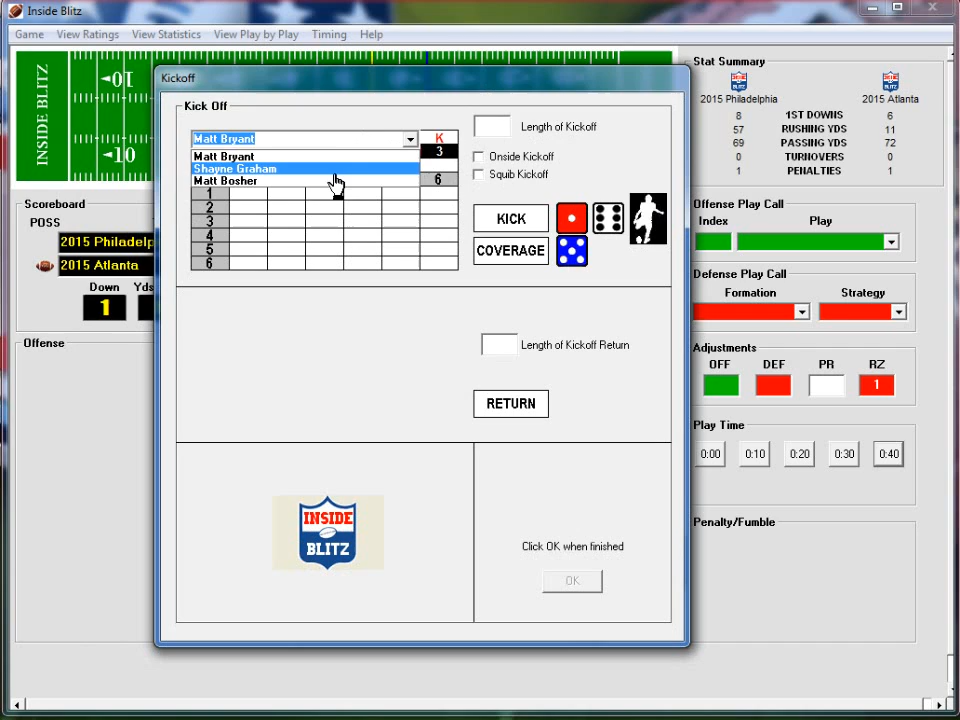 Inside Blitz
Game View Ratings View Statistics View Play by Play Timing Help
INSIDE BLITZ
10
10
Kickoff
Kick Off
Matt Bryant
K
3
Matt Bryant
Shayne Graham
Matt Bosher
6
1
2
3
4
5
6
Length of Kickoff
Onside Kickoff
Squib Kickoff
KICK
COVERAGE
Length of Kickoff Return
RETURN
INSIDE
BLITZ
Click OK when finished
OK
Scoreboard
POSS
2015 Philadelp
2015 Atlanta
Down Yds
1
Offense
Stat Summary
2015 Philadelphia 2015 Atlanta
8 1ST DOWNS 6
57 RUSHING YDS 11
69 PASSING YDS 72
0 TURNOVERS 0
1 PENALTIES 1
Offense Play Call
Index Play
Defense Play Call
Formation Strategy
Adjustments
OFF DEF PR RZ
1
Play Time
0:00 0:10 0:20 0:30 0:40
Penalty/Fumble